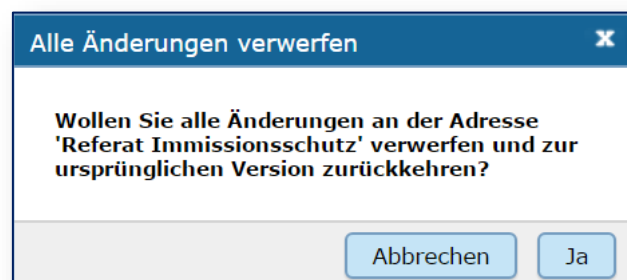 Alle Änderungen verwerfen x
Wollen Sie alle Änderungen an der Adresse
'Referat Immissionsschutz' verwerfen und zur
ursprünglichen Version zurückkehren?
Abbrechen Ja